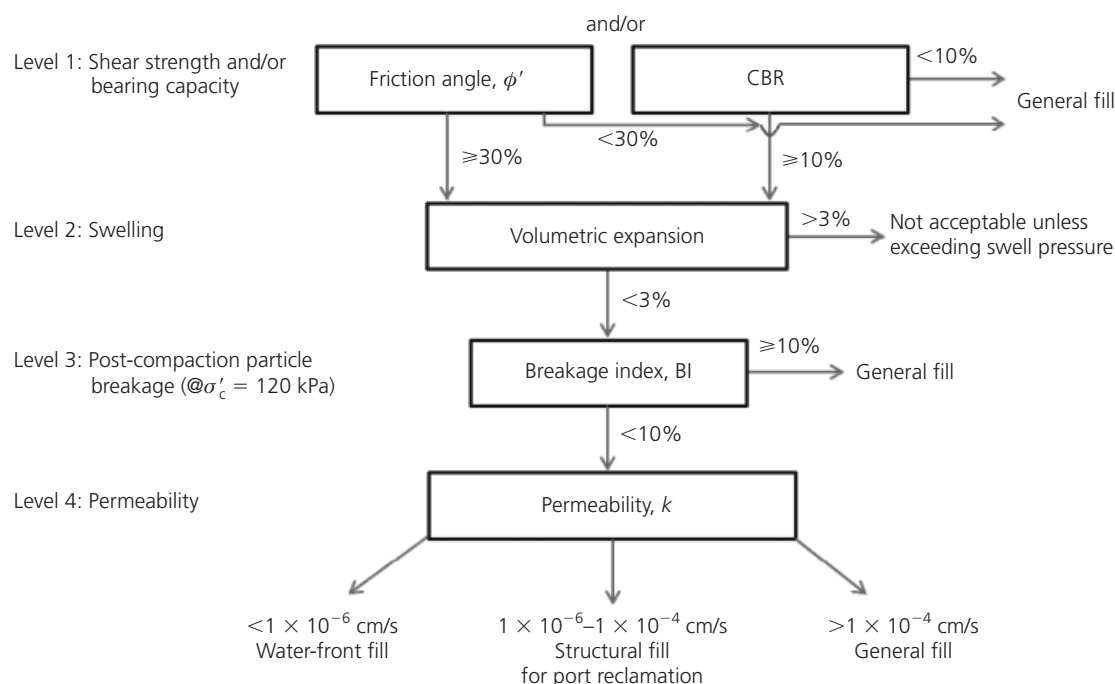 and/or
Level 1: Shear strength and/or
bearing capacity
Friction angle, ϕ′
CBR
<10%
General fill
<30%
⩾30%
⩾10%
Level 2: Swelling
Volumetric expansion
>3%
Not acceptable unless
exceeding swell pressure
<3%
Level 3: Post-compaction particle
breakage (@σ′c = 120 kPa)
Breakage index, BI
⩾10%
General fill
<10%
Level 4: Permeability
Permeability, k
<1 × 10⁻⁶ cm/s
Water-front fill
1 × 10⁻⁶–1 × 10⁻⁴ cm/s
Structural fill
for port reclamation
>1 × 10⁻⁴ cm/s
General fill